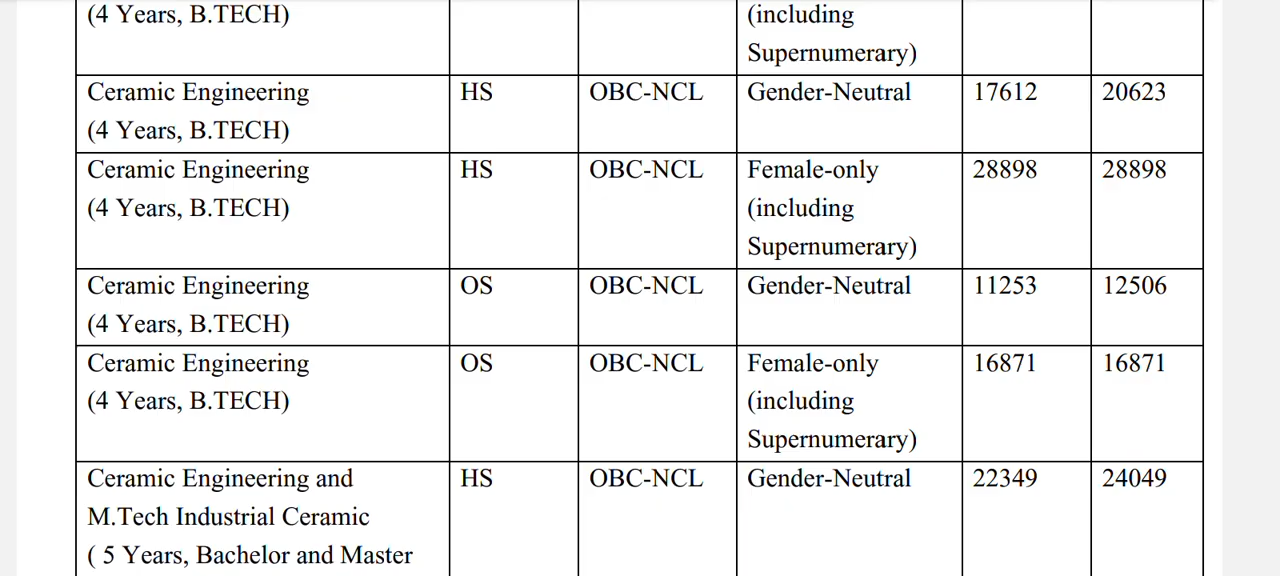 (4 Years, B.TECH) (including
Supernumerary)
Ceramic Engineering HS OBC-NCL Gender-Neutral 17612 20623
(4 Years, B.TECH)
Ceramic Engineering HS OBC-NCL Female-only 28898 28898
(4 Years, B.TECH) (including
Supernumerary)
Ceramic Engineering OS OBC-NCL Gender-Neutral 11253 12506
(4 Years, B.TECH)
Ceramic Engineering OS OBC-NCL Female-only 16871 16871
(4 Years, B.TECH) (including
Supernumerary)
Ceramic Engineering and HS OBC-NCL Gender-Neutral 22349 24049
M.Tech Industrial Ceramic
( 5 Years, Bachelor and Master